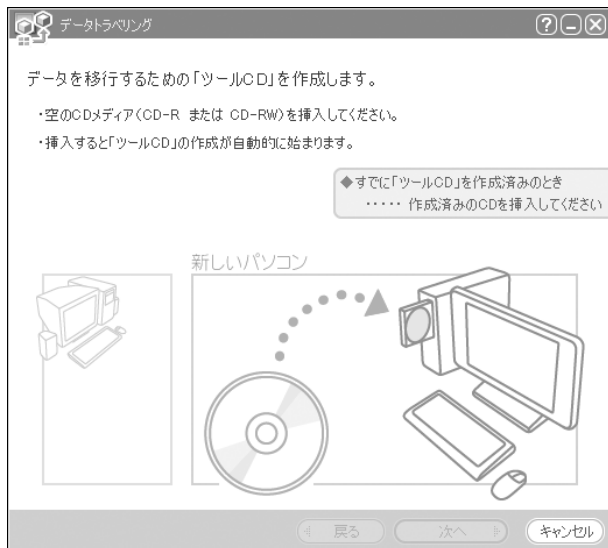 データトラベリング
データを移行するための「ツールCD」を作成します。
・空のCDメディア(CD-R または CD-RW)を挿入してください。
・挿入すると「ツールCD」の作成が自動的に始まります。
◆すでに「ツールCD」を作成済みのとき
・・・・・ 作成済みのCDを挿入してください
新しいパソコン
戻る
次へ
キャンセル